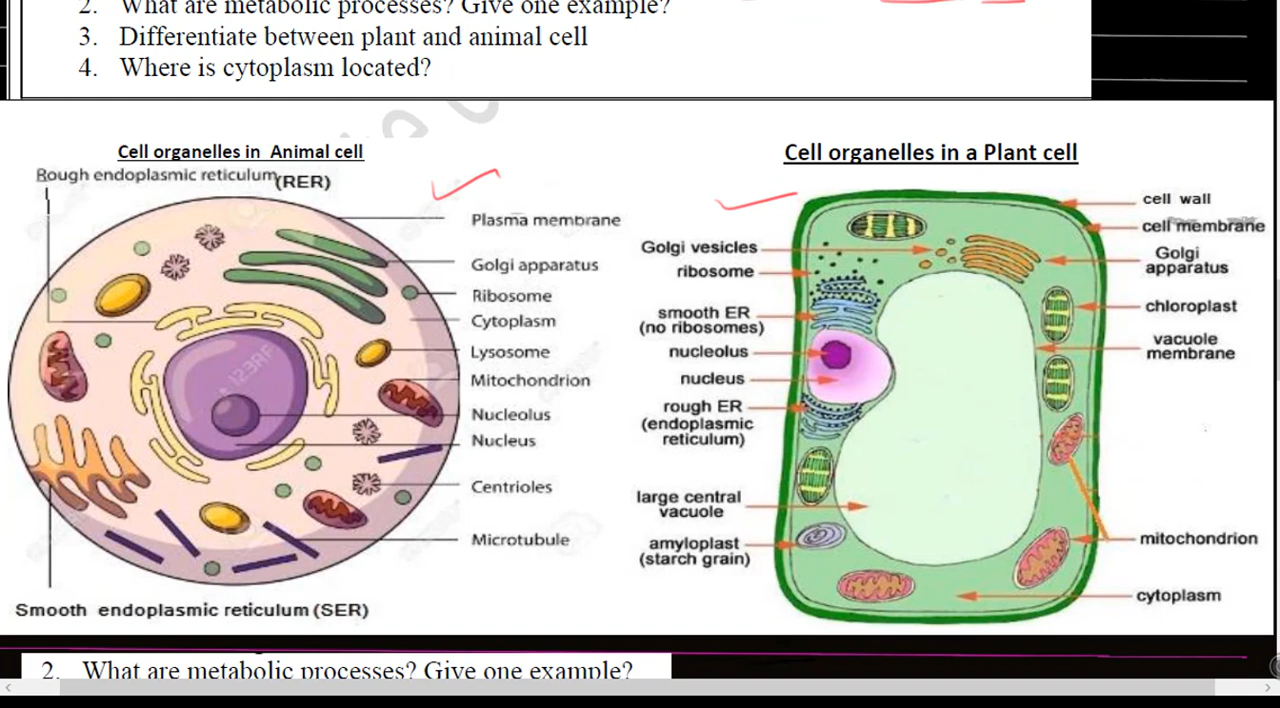 2. What are metabolic processes? Give one example?
3. Differentiate between plant and animal cell
4. Where is cytoplasm located?
Cell organelles in Animal cell
Rough endoplasmic reticulum (RER)
Plasma membrane
Golgi apparatus
Ribosome
Cytoplasm
Lysosome
Mitochondrion
Nucleolus
Nucleus
Centrioles
Microtubule
Smooth endoplasmic reticulum (SER)
123RF
Cell organelles in a Plant cell
Golgi vesicles
ribosome
smooth ER
(no ribosomes)
nucleolus
nucleus
rough ER
(endoplasmic
reticulum)
large central
vacuole
amyloplast
(starch grain)
cell wall
cell membrane
Golgi
apparatus
chloroplast
vacuole
membrane
mitochondrion
cytoplasm
2. What are metabolic processes? Give one example?